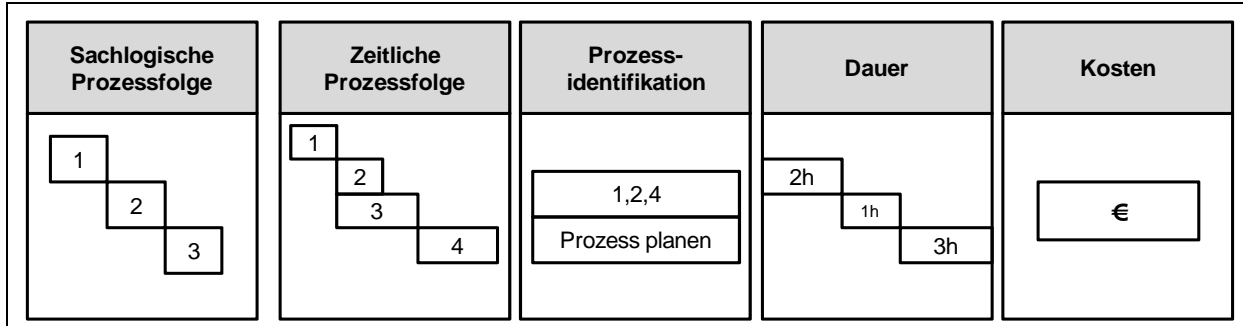 Sachlogische
Prozessfolge
1
2
3
Zeitliche
Prozessfolge
1
2
3
4
Prozess-
identifikation
1,2,4
Prozess planen
Dauer
2h
1h
3h
Kosten
€